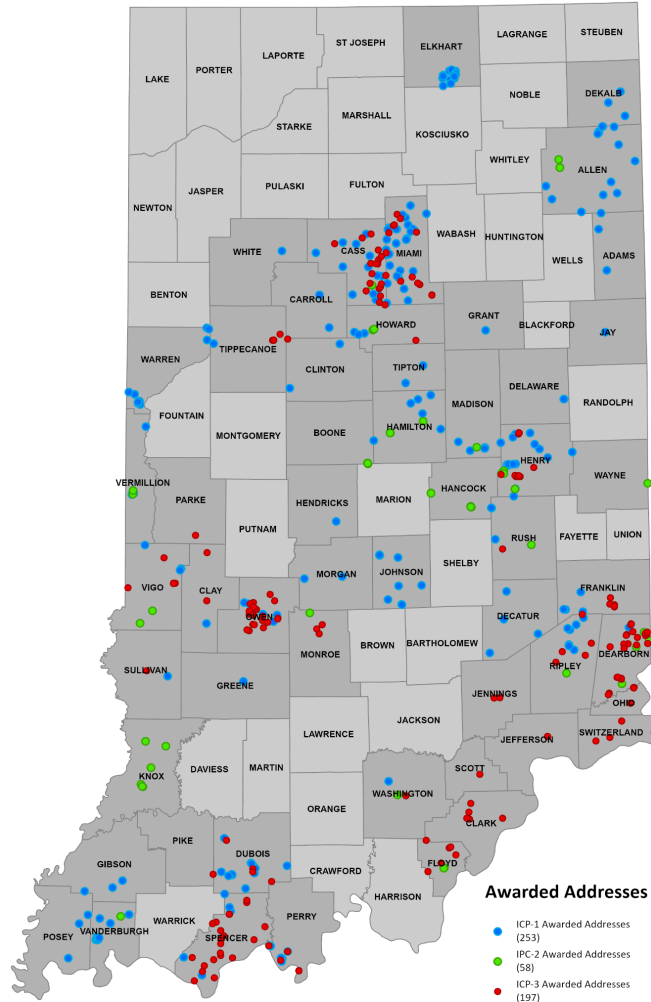 STEUBEN
LAGRANGE
ST JOSEPH
ELKHART
LAPORTE
PORTER
LAKE
DEKALB
NOBLE
MARSHALL
STARKE
KOSCIUSKO
WHITLEY
ALLEN
PULASKI
FULTON
JASPER
NEWTON
WABASH
HUNTINGTON
WHITE
CASS
MIAMI
WELLS
ADAMS
BENTON
CARROLL
GRANT
BLACKFORD
JAY
HOWARD
TIPPECANOE
WARREN
CLINTON
TIPTON
DELAWARE
MADISON
RANDOLPH
FOUNTAIN
MONTGOMERY
BOONE
HAMILTON
HENRY
WAYNE
VERMILLION
PARKE
HENDRICKS
MARION
HANCOCK
PUTNAM
RUSH
FAYETTE
UNION
SHELBY
MORGAN
JOHNSON
VIGO
CLAY
FRANKLIN
OWEN
DECATUR
MONROE
BROWN
BARTHOLOMEW
DEARBORN
RIPLEY
SULLIVAN
GREENE
JENNINGS
OHIO
JACKSON
LAWRENCE
SWITZERLAND
JEFFERSON
KNOX
DAVIESS
MARTIN
SCOTT
WASHINGTON
ORANGE
CLARK
PIKE
DUBOIS
GIBSON
CRAWFORD
FLOYD
HARRISON
WARRICK
PERRY
POSEY
VANDERBURGH
SPENCER
Awarded Addresses
ICP-1 Awarded Addresses
(253)
IPC-2 Awarded Addresses
(58)
ICP-3 Awarded Addresses
(197)